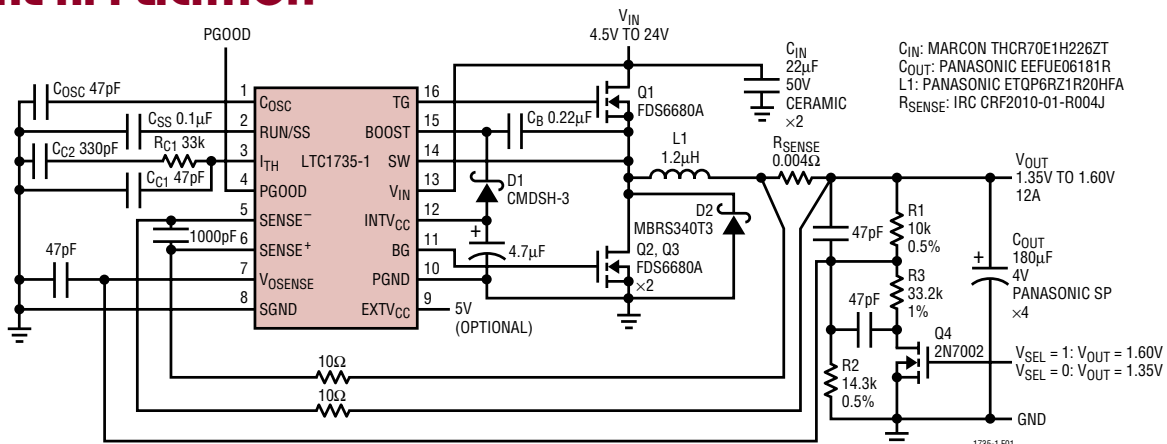 PGOOD
VIN
4.5V TO 24V
CIN
22µF
50V
CERAMIC
×2
CIN: MARCON THCR70E1H226ZT
COUT: PANASONIC EEFUE06181R
L1: PANASONIC ETQP6RZ1R20HFA
RSENSE: IRC CRF2010-01-R004J
COSC 47pF
CSS 0.1µF
CC2 330pF
RC1 33k
CC1 47pF
1000pF
47pF
1
2
3
4
5
6
7
8
COSC
RUN/SS
ITH
PGOOD
SENSE–
SENSE+
VOSENSE
SGND
LTC1735-1
TG
BOOST
SW
VIN
INTVCC
BG
PGND
EXTVCC
16
15
14
13
12
11
10
9
5V
(OPTIONAL)
CB 0.22µF
D1
CMDSH-3
+
4.7µF
Q1
FDS6680A
L1
1.2µH
RSENSE
0.004Ω
D2
MBRS340T3
Q2, Q3
FDS6680A
×2
VOUT
1.35V TO 1.60V
12A
47pF
R1
10k
0.5%
R3
33.2k
1%
47pF
R2
14.3k
0.5%
Q4
2N7002
+
COUT
180µF
4V
PANASONIC SP
×4
VSEL = 1: VOUT = 1.60V
VSEL = 0: VOUT = 1.35V
GND
10Ω
10Ω
1735-1 F01